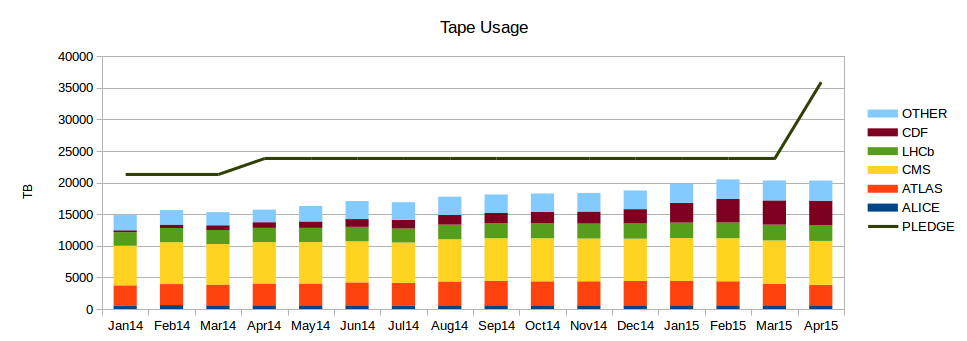 Tape Usage
40000
35000
30000
25000
20000
15000
10000
5000
0
TB
Jan14 Feb14 Mar14 Apr14 May14 Jun14 Jul14 Aug14 Sep14 Oct14 Nov14 Dec14 Jan15 Feb15 Mar15 Apr15
OTHER
CDF
LHCb
CMS
ATLAS
ALICE
PLEDGE